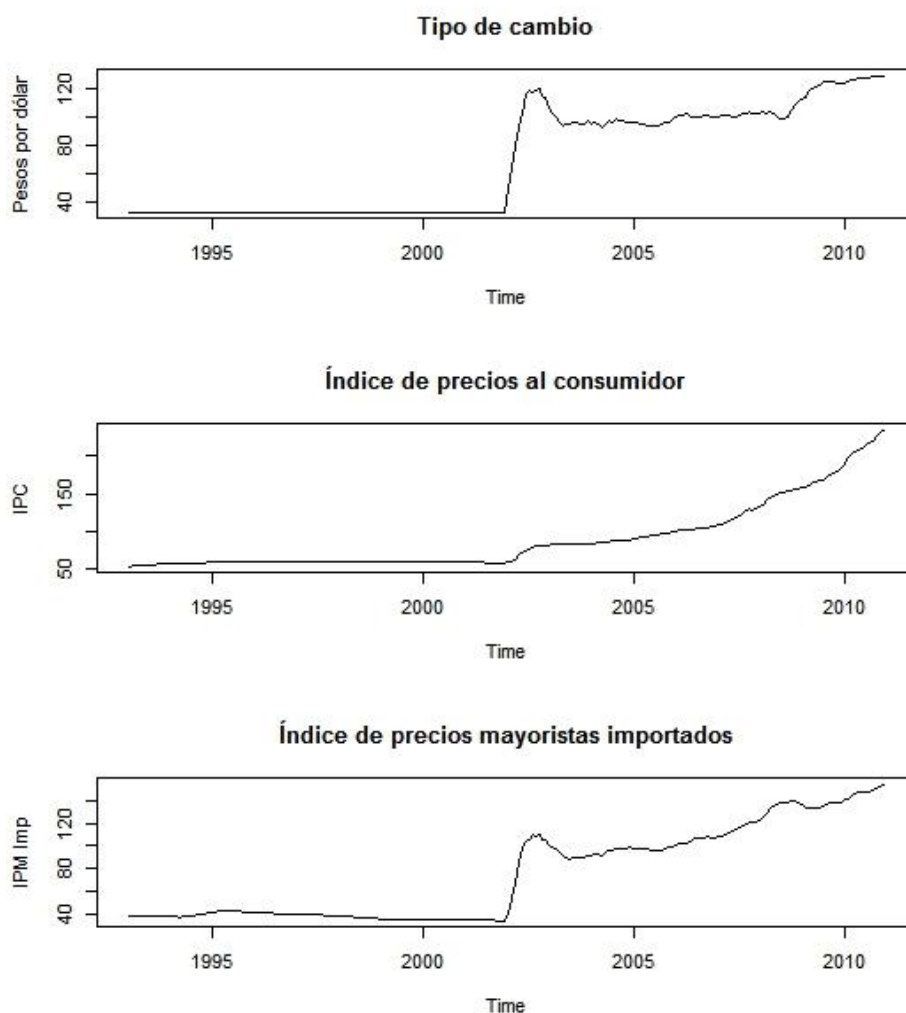 Tipo de cambio
Pesos por dólar
120
80
40
1995 2000 2005 2010
Time
Índice de precios al consumidor
IPC
150
50
1995 2000 2005 2010
Time
Índice de precios mayoristas importados
IPM Imp
120
80
40
1995 2000 2005 2010
Time